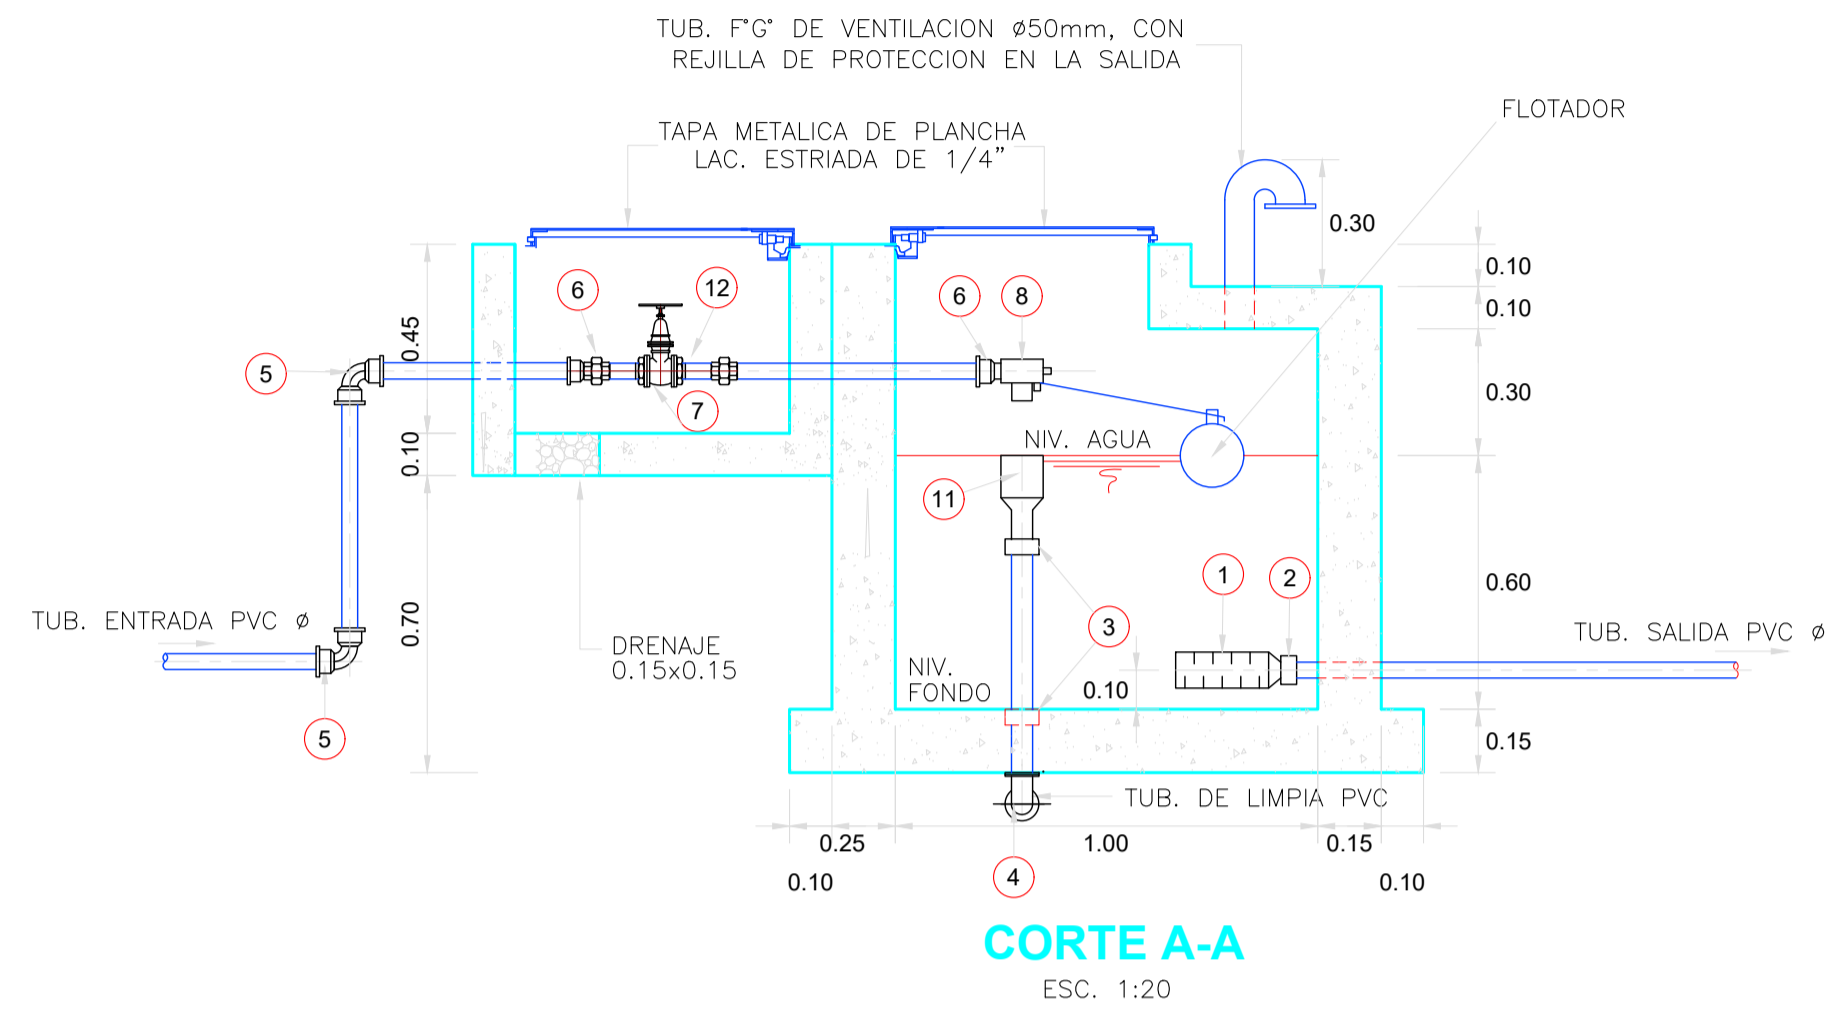 TUB. F°G° DE VENTILACION ø50mm, CON
REJILLA DE PROTECCION EN LA SALIDA
FLOTADOR
TAPA METALICA DE PLANCHA
LAC. ESTRIADA DE 1/4"
0.30
0.10
0.10
0.30
0.60
0.15
6
12
6
8
0.45
5
7
NIV. AGUA
0.10
11
1
2
3
0.70
TUB. ENTRADA PVC ø
DRENAJE
0.15x0.15
NIV.
FONDO
0.10
TUB. SALIDA PVC ø
5
TUB. DE LIMPIA PVC
0.25
1.00
0.15
0.10
4
0.10
CORTE A-A
ESC. 1:20